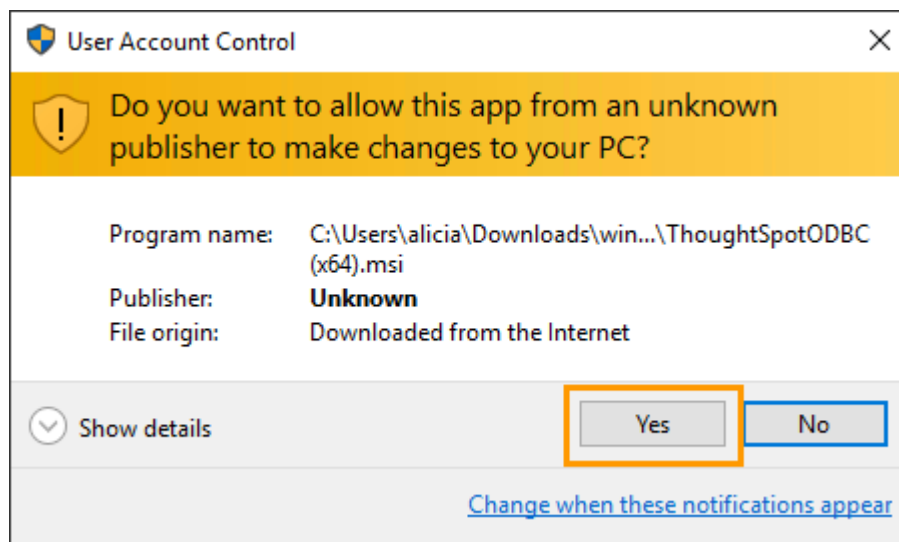 User Account Control
Do you want to allow this app from an unknown
publisher to make changes to your PC?
Program name: C:\Users\alicia\Downloads\win...\ThoughtSpotODBC
(x64).msi
Publisher: Unknown
File origin: Downloaded from the Internet
Show details Yes No
Change when these notifications appear